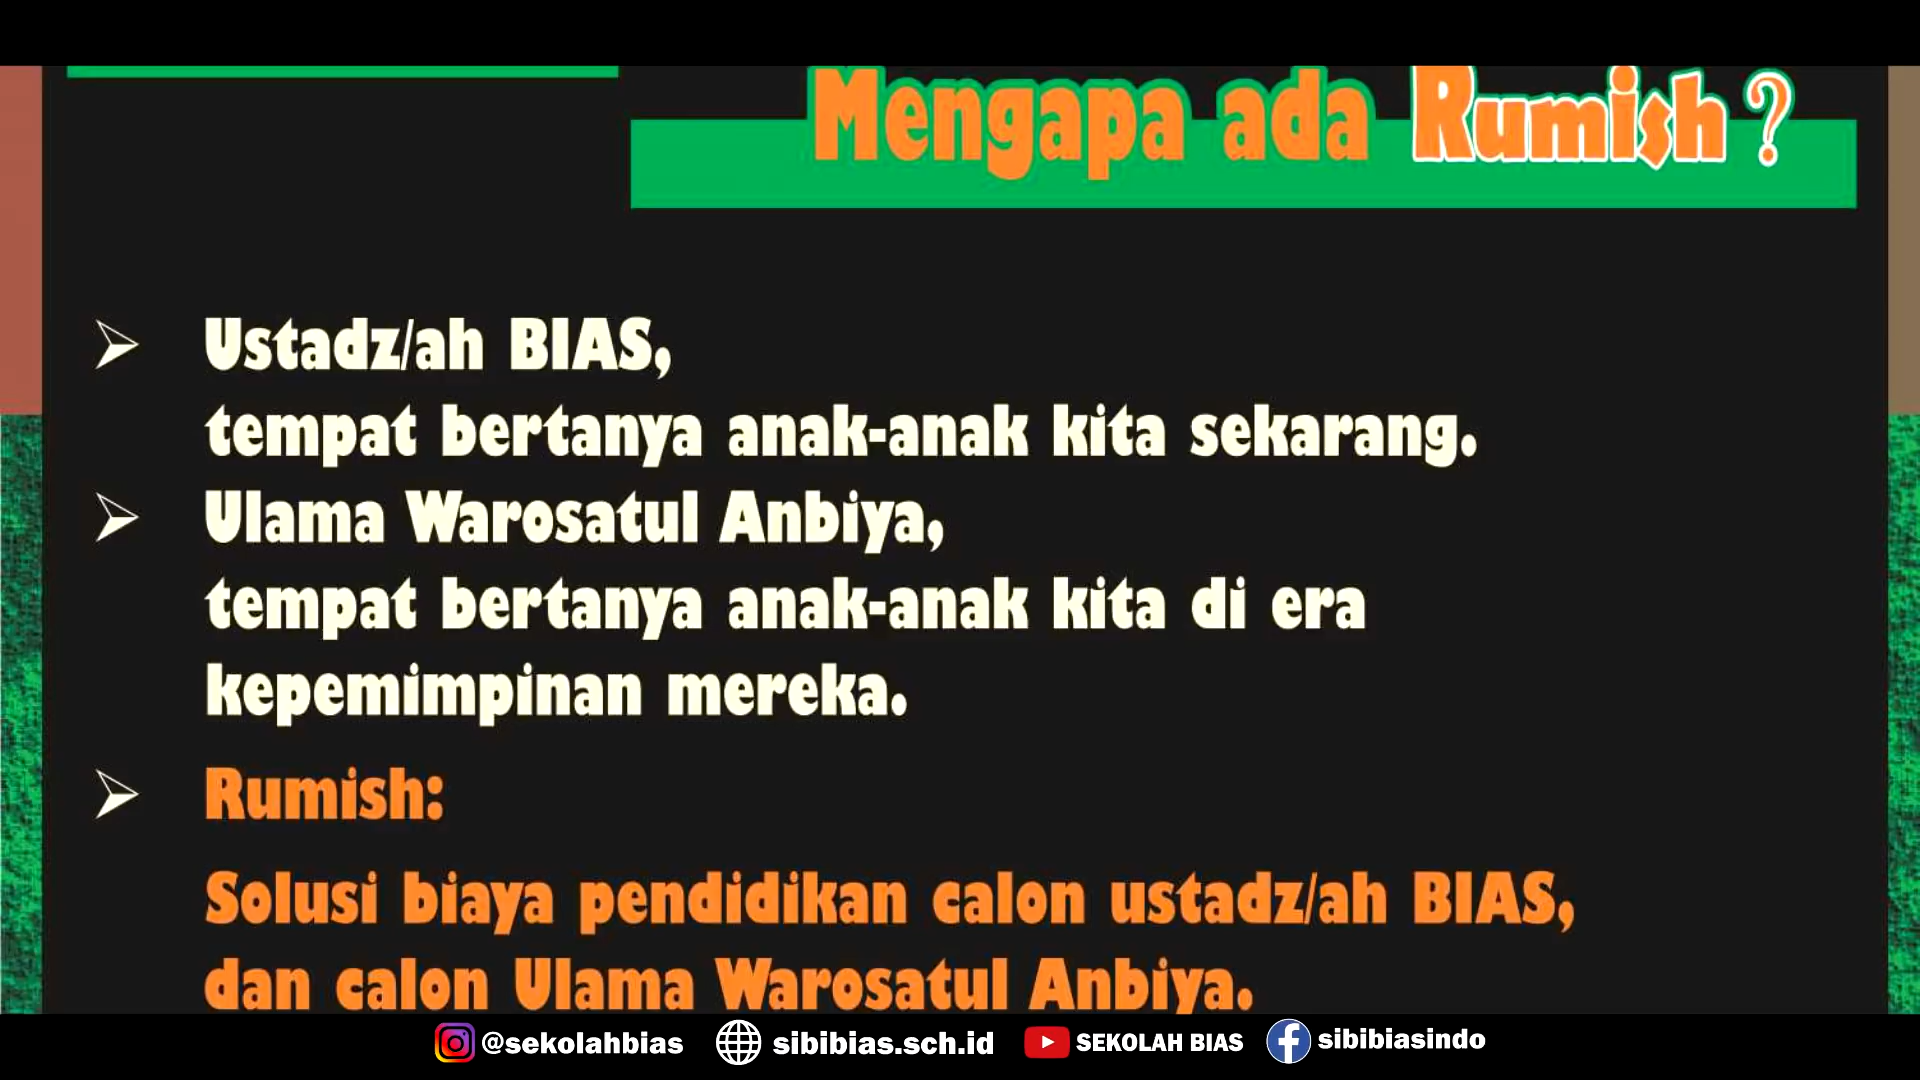 Mengapa ada Rumish ?
Ustadz/ah BIAS,
tempat bertanya anak-anak kita sekarang.
Ulama Warosatul Anbiya,
tempat bertanya anak-anak kita di era
kepemimpinan mereka.
Rumish:
Solusi biaya pendidikan calon ustadz/ah BIAS,
dan calon Ulama Warosatul Anbiya.
@sekolahbias sibibias.sch.id SEKOLAH BIAS sibibiasindo